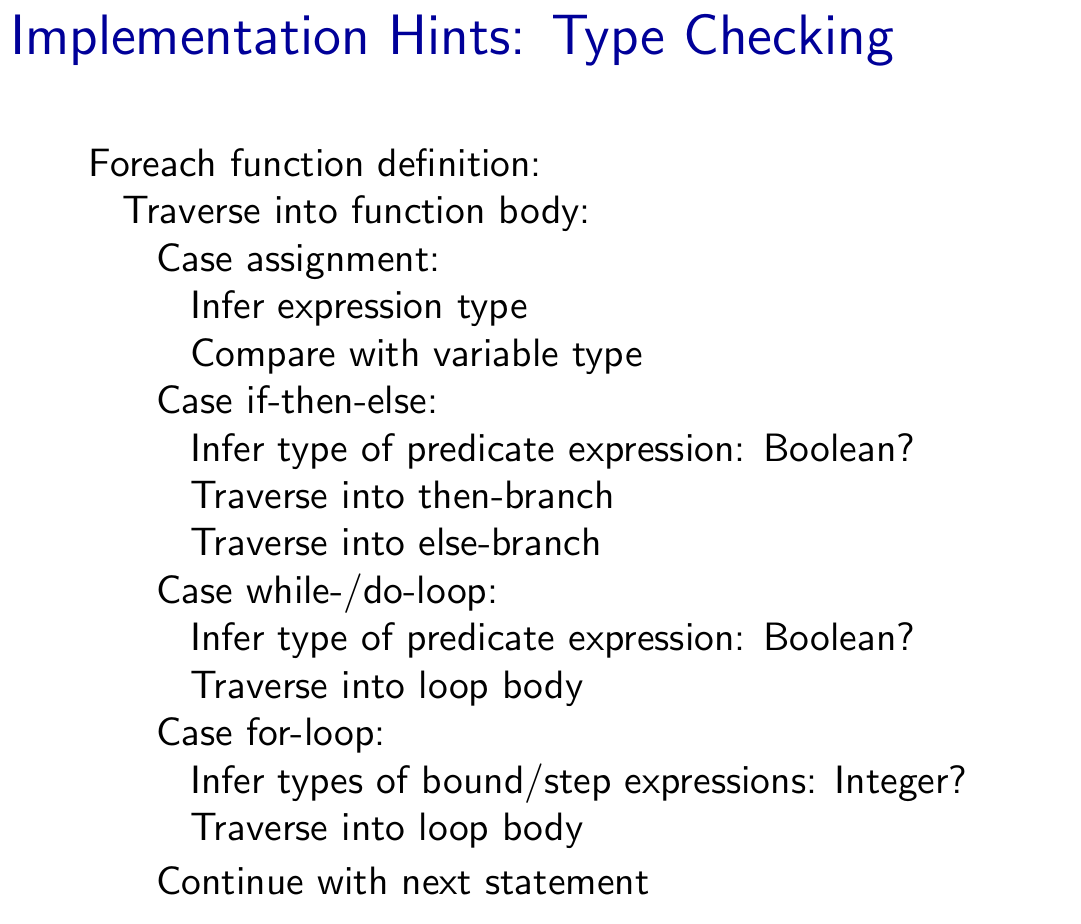 Implementation Hints: Type Checking
Foreach function definition:
Traverse into function body:
Case assignment:
Infer expression type
Compare with variable type
Case if-then-else:
Infer type of predicate expression: Boolean?
Traverse into then-branch
Traverse into else-branch
Case while-/do-loop:
Infer type of predicate expression: Boolean?
Traverse into loop body
Case for-loop:
Infer types of bound/step expressions: Integer?
Traverse into loop body
Continue with next statement